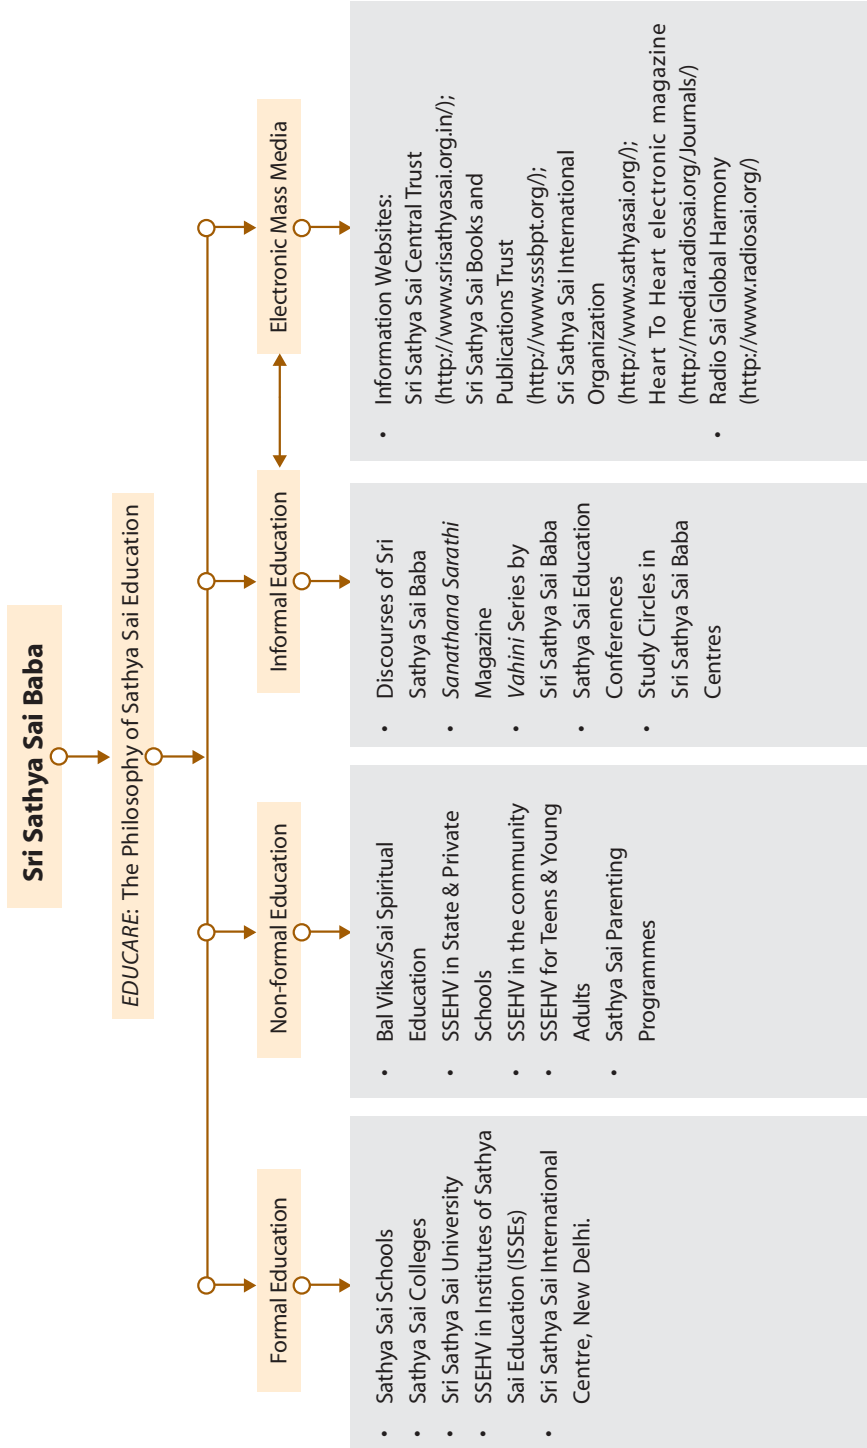 Sri Sathya Sai Baba
EDUCARE: The Philosophy of Sathya Sai Education
Formal Education
• Sathya Sai Schools
• Sathya Sai Colleges
• Sri Sathya Sai University
• SSEHV in Institutes of Sathya
Sai Education (ISSEs)
• Sri Sathya Sai International
Centre, New Delhi.
Non-formal Education
• Bal Vikas/Sai Spiritual
Education
• SSEHV in State & Private
Schools
• SSEHV in the community
• SSEHV for Teens & Young
Adults
• Sathya Sai Parenting
Programmes
Informal Education
• Discourses of Sri
Sathya Sai Baba
• Sanathana Sarathi
Magazine
• Vahini Series by
Sri Sathya Sai Baba
• Sathya Sai Education
Conferences
• Study Circles in
Sri Sathya Sai Baba
Centres
Electronic Mass Media
• Information Websites:
Sri Sathya Sai Central Trust
(http://www.srisathyasai.org.in/);
Sri Sathya Sai Books and
Publications Trust
(http://www.sssbpt.org/);
Sri Sathya Sai International
Organization
(http://www.sathyasai.org/);
Heart To Heart electronic magazine
(http://media.radiosai.org/Journals/)
• Radio Sai Global Harmony
(http://www.radiosai.org/)